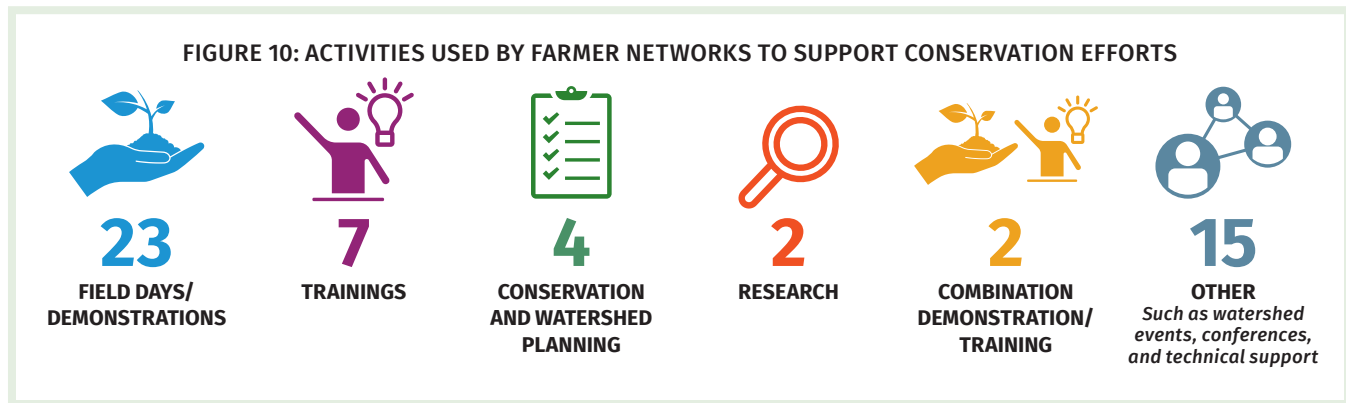 FIGURE 10: ACTIVITIES USED BY FARMER NETWORKS TO SUPPORT CONSERVATION EFFORTS
23
FIELD DAYS/
DEMONSTRATIONS
7
TRAININGS
4
CONSERVATION
AND WATERSHED
PLANNING
2
RESEARCH
2
COMBINATION
DEMONSTRATION/
TRAINING
15
OTHER
Such as watershed
events, conferences,
and technical support